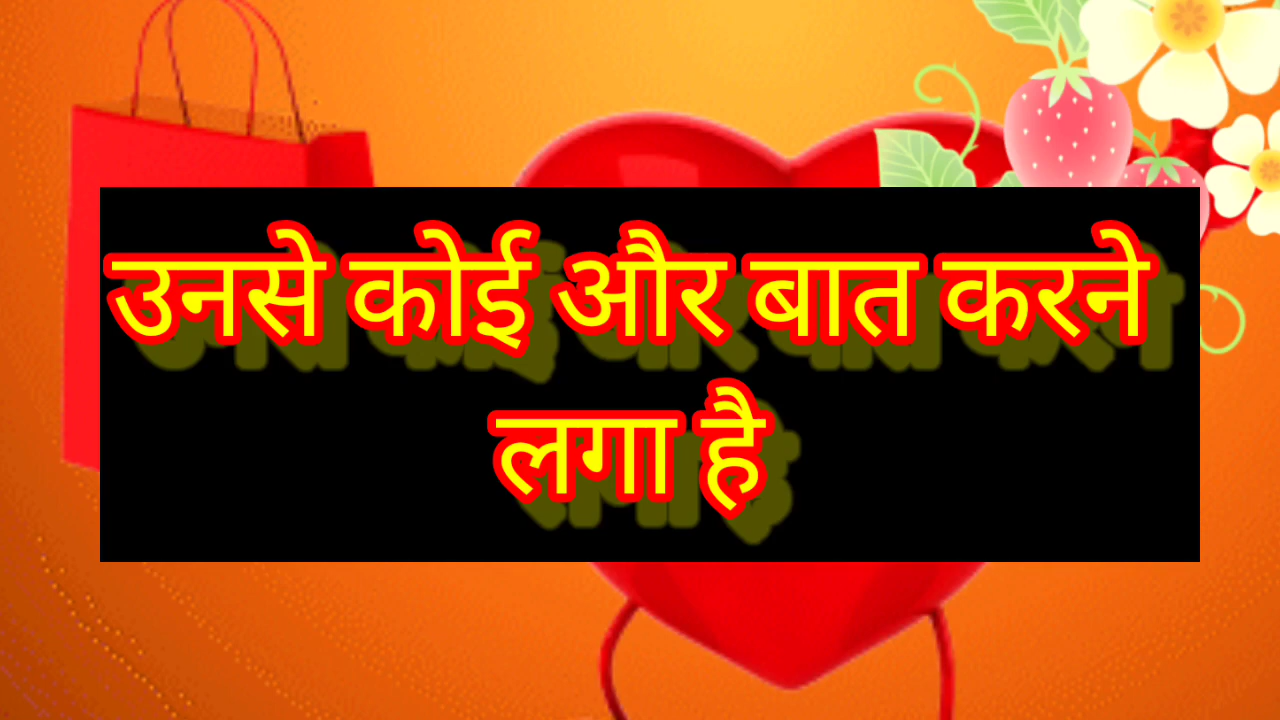 उनसे कोई और बात करने
लगा है